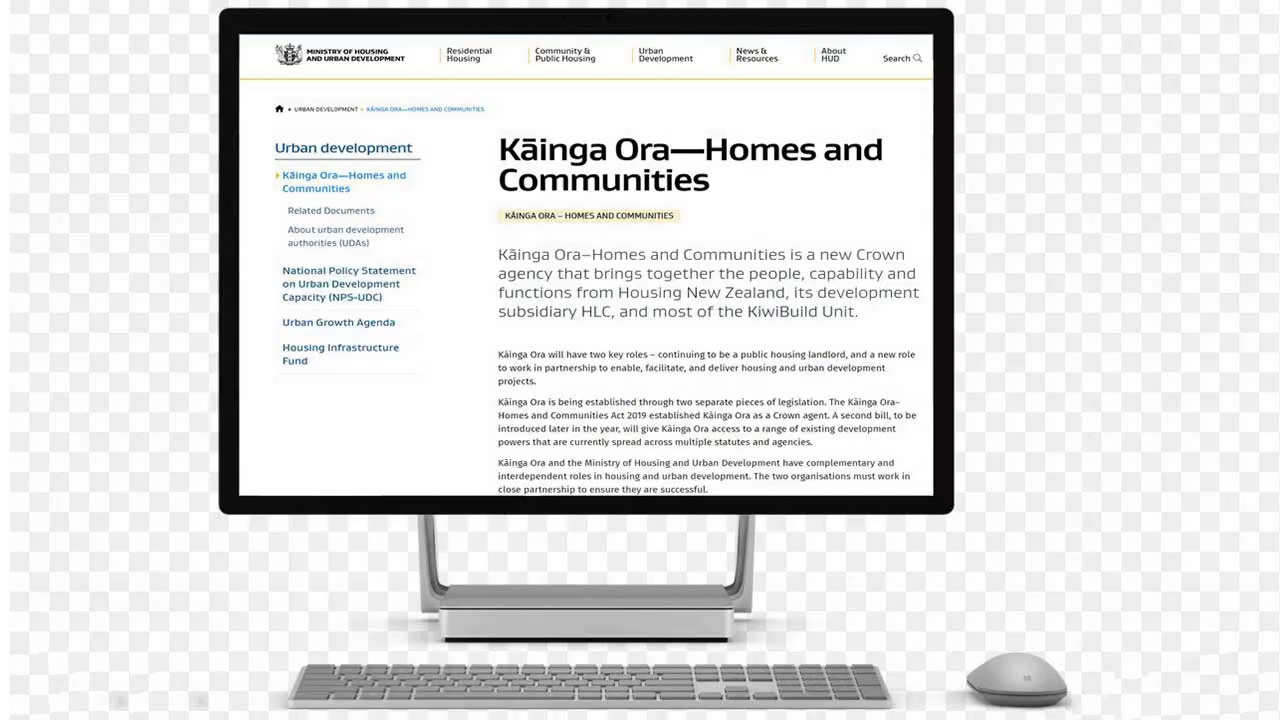 MINISTRY OF HOUSING
AND URBAN DEVELOPMENT
Residential
Housing
Community &
Public Housing
Urban
Development
News &
Resources
About
HUD
Search
URBAN DEVELOPMENT
KĀINGA ORA—HOMES AND COMMUNITIES
Urban development
Kāinga Ora—Homes and
Communities
Related Documents
About urban development
authorities (UDAs)
National Policy Statement
on Urban Development
Capacity (NPS-UDC)
Urban Growth Agenda
Housing Infrastructure
Fund
Kāinga Ora—Homes and
Communities
KĀINGA ORA – HOMES AND COMMUNITIES
Kāinga Ora–Homes and Communities is a new Crown
agency that brings together the people, capability and
functions from Housing New Zealand, its development
subsidiary HLC, and most of the KiwiBuild Unit.
Kāinga Ora will have two key roles – continuing to be a public housing landlord, and a new role
to work in partnership to enable, facilitate, and deliver housing and urban development
projects.
Kāinga Ora is being established through two separate pieces of legislation. The Kāinga Ora–
Homes and Communities Act 2019 established Kāinga Ora as a Crown agent. A second bill, to be
introduced later in the year, will give Kāinga Ora access to a range of existing development
powers that are currently spread across multiple statutes and agencies.
Kāinga Ora and the Ministry of Housing and Urban Development have complementary and
interdependent roles in housing and urban development. The two organisations must work in
close partnership to ensure they are successful.